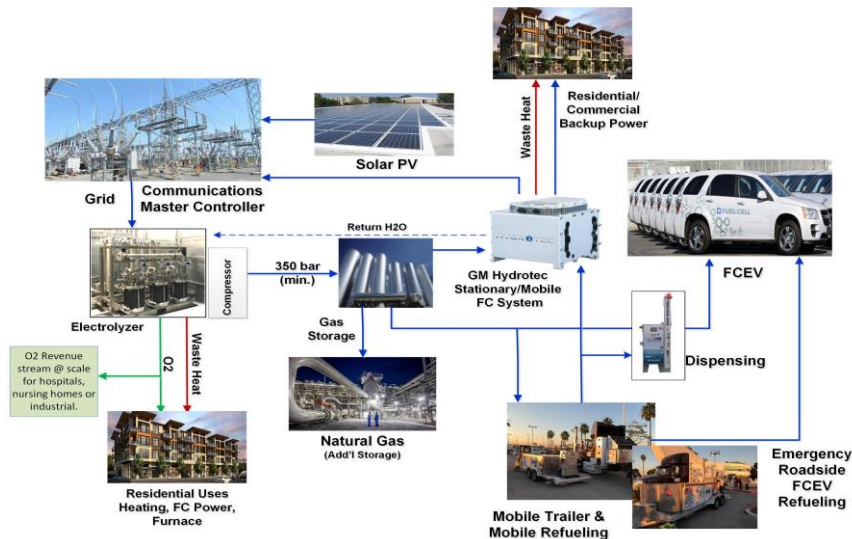 Residential/
Commercial
Backup Power
Waste Heat
Solar PV
Grid
Communications
Master Controller
Return H2O
Compressor
350 bar
(min.)
GM Hydrotec
Stationary/Mobile
FC System
FUEL CELL
FCEV
Electrolyzer
Gas
Storage
Dispensing
O2
Waste Heat
O2 Revenue
stream @ scale
for hospitals,
nursing homes or
industrial.
Natural Gas
(Add'l Storage)
Residential Uses
Heating, FC Power,
Furnace
Mobile Trailer &
Mobile Refueling
Emergency
Roadside
FCEV
Refueling